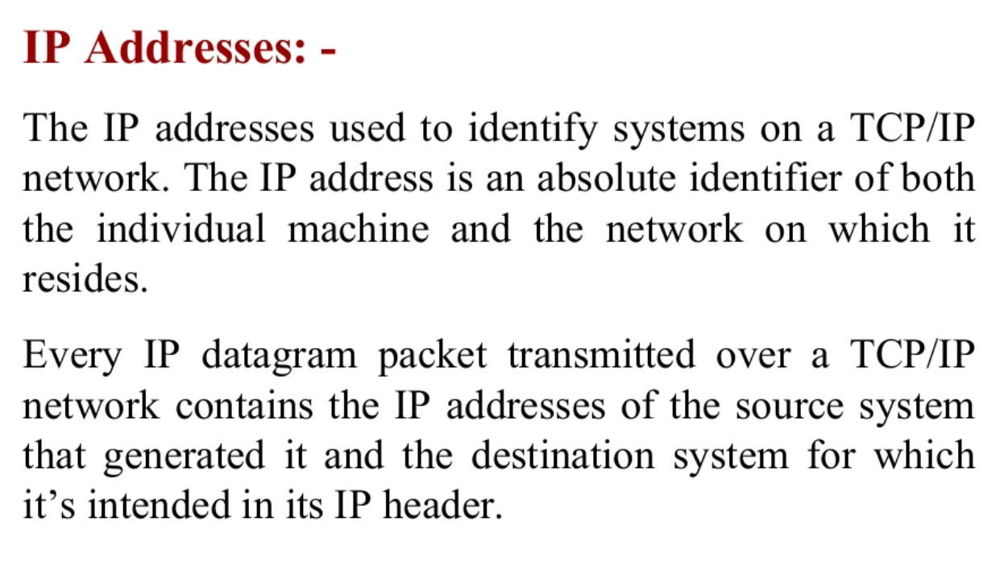 IP Addresses: -
The IP addresses used to identify systems on a TCP/IP
network. The IP address is an absolute identifier of both
the individual machine and the network on which it
resides.
Every IP datagram packet transmitted over a TCP/IP
network contains the IP addresses of the source system
that generated it and the destination system for which
it’s intended in its IP header.